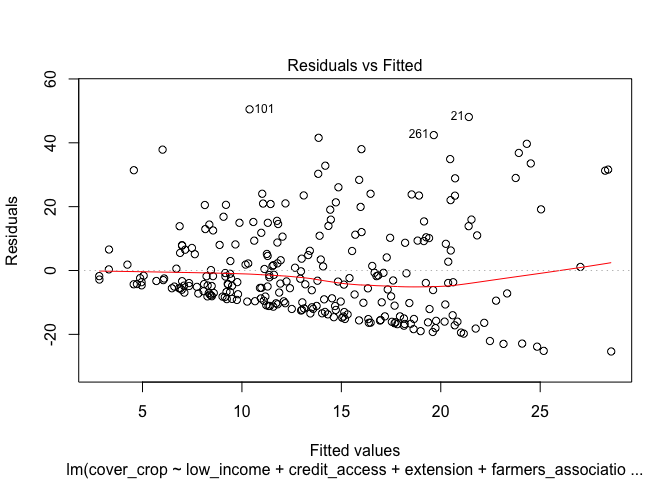 Residuals vs Fitted
60
40
20
0
-20
Residuals
101
21
261
5 10 15 20 25
Fitted values
lm(cover_crop ~ low_income + credit_access + extension + farmers_associatio ...